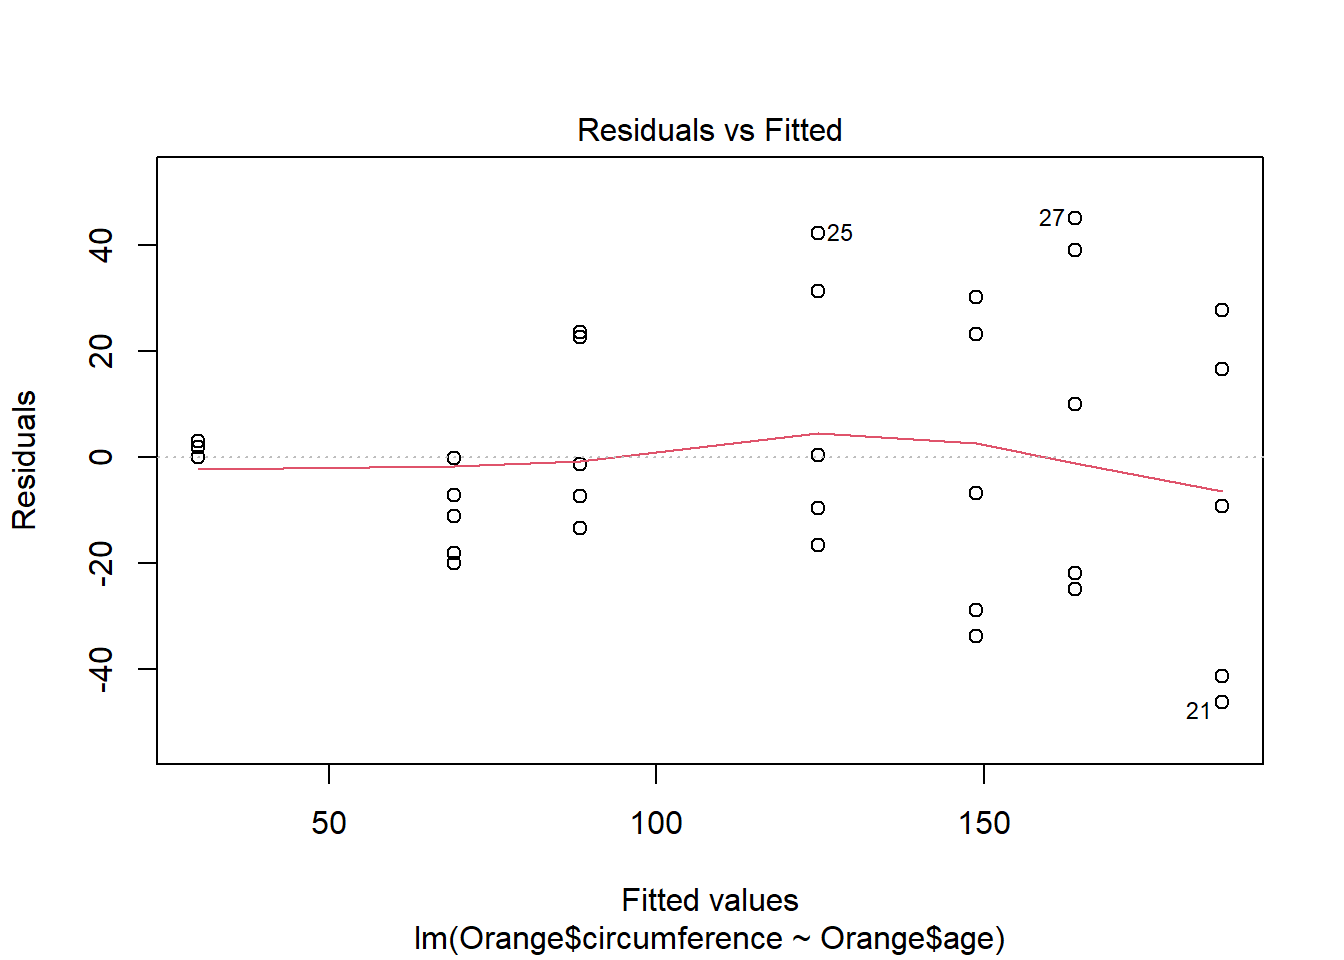 Residuals vs Fitted
Residuals
40
20
0
-20
-40
25
27
21
50 100 150
Fitted values
lm(Orange$circumference ~ Orange$age)